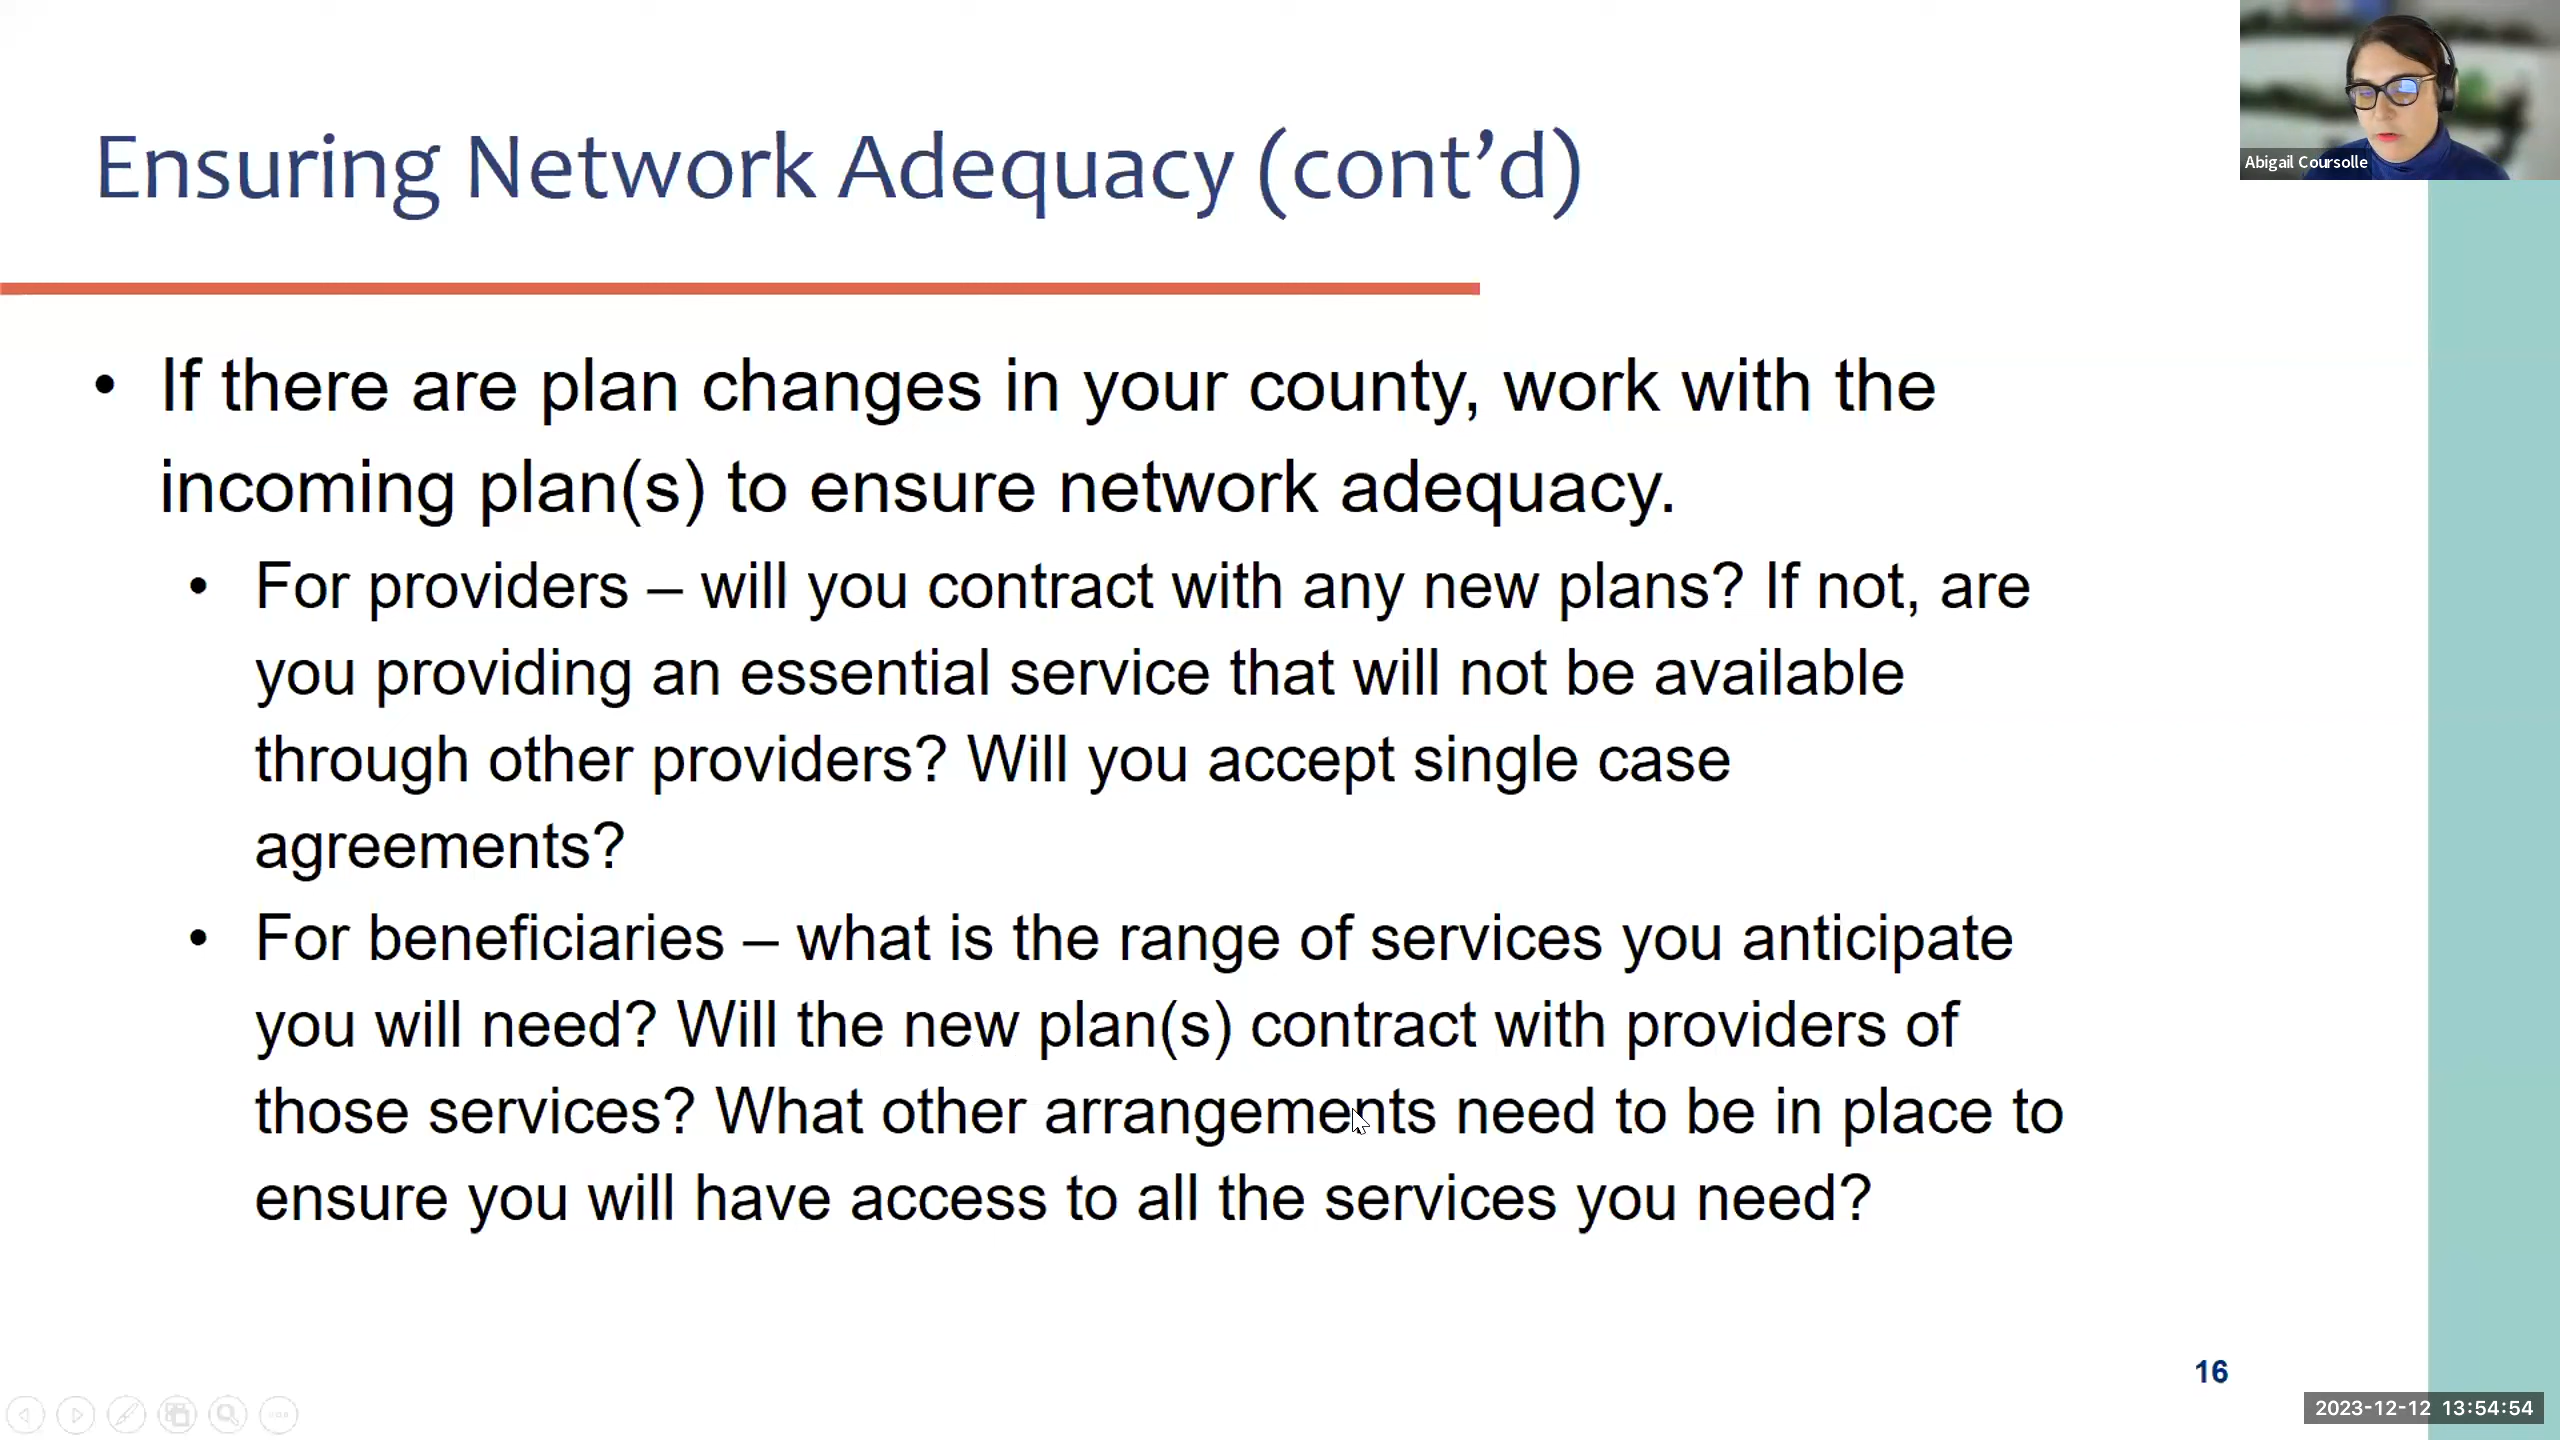 Ensuring Network Adequacy (cont’d)
Abigail Coursolle
• If there are plan changes in your county, work with the
incoming plan(s) to ensure network adequacy.
• For providers – will you contract with any new plans? If not, are
you providing an essential service that will not be available
through other providers? Will you accept single case
agreements?
• For beneficiaries – what is the range of services you anticipate
you will need? Will the new plan(s) contract with providers of
those services? What other arrangements need to be in place to
ensure you will have access to all the services you need?
16
2023-12-12 13:54:54